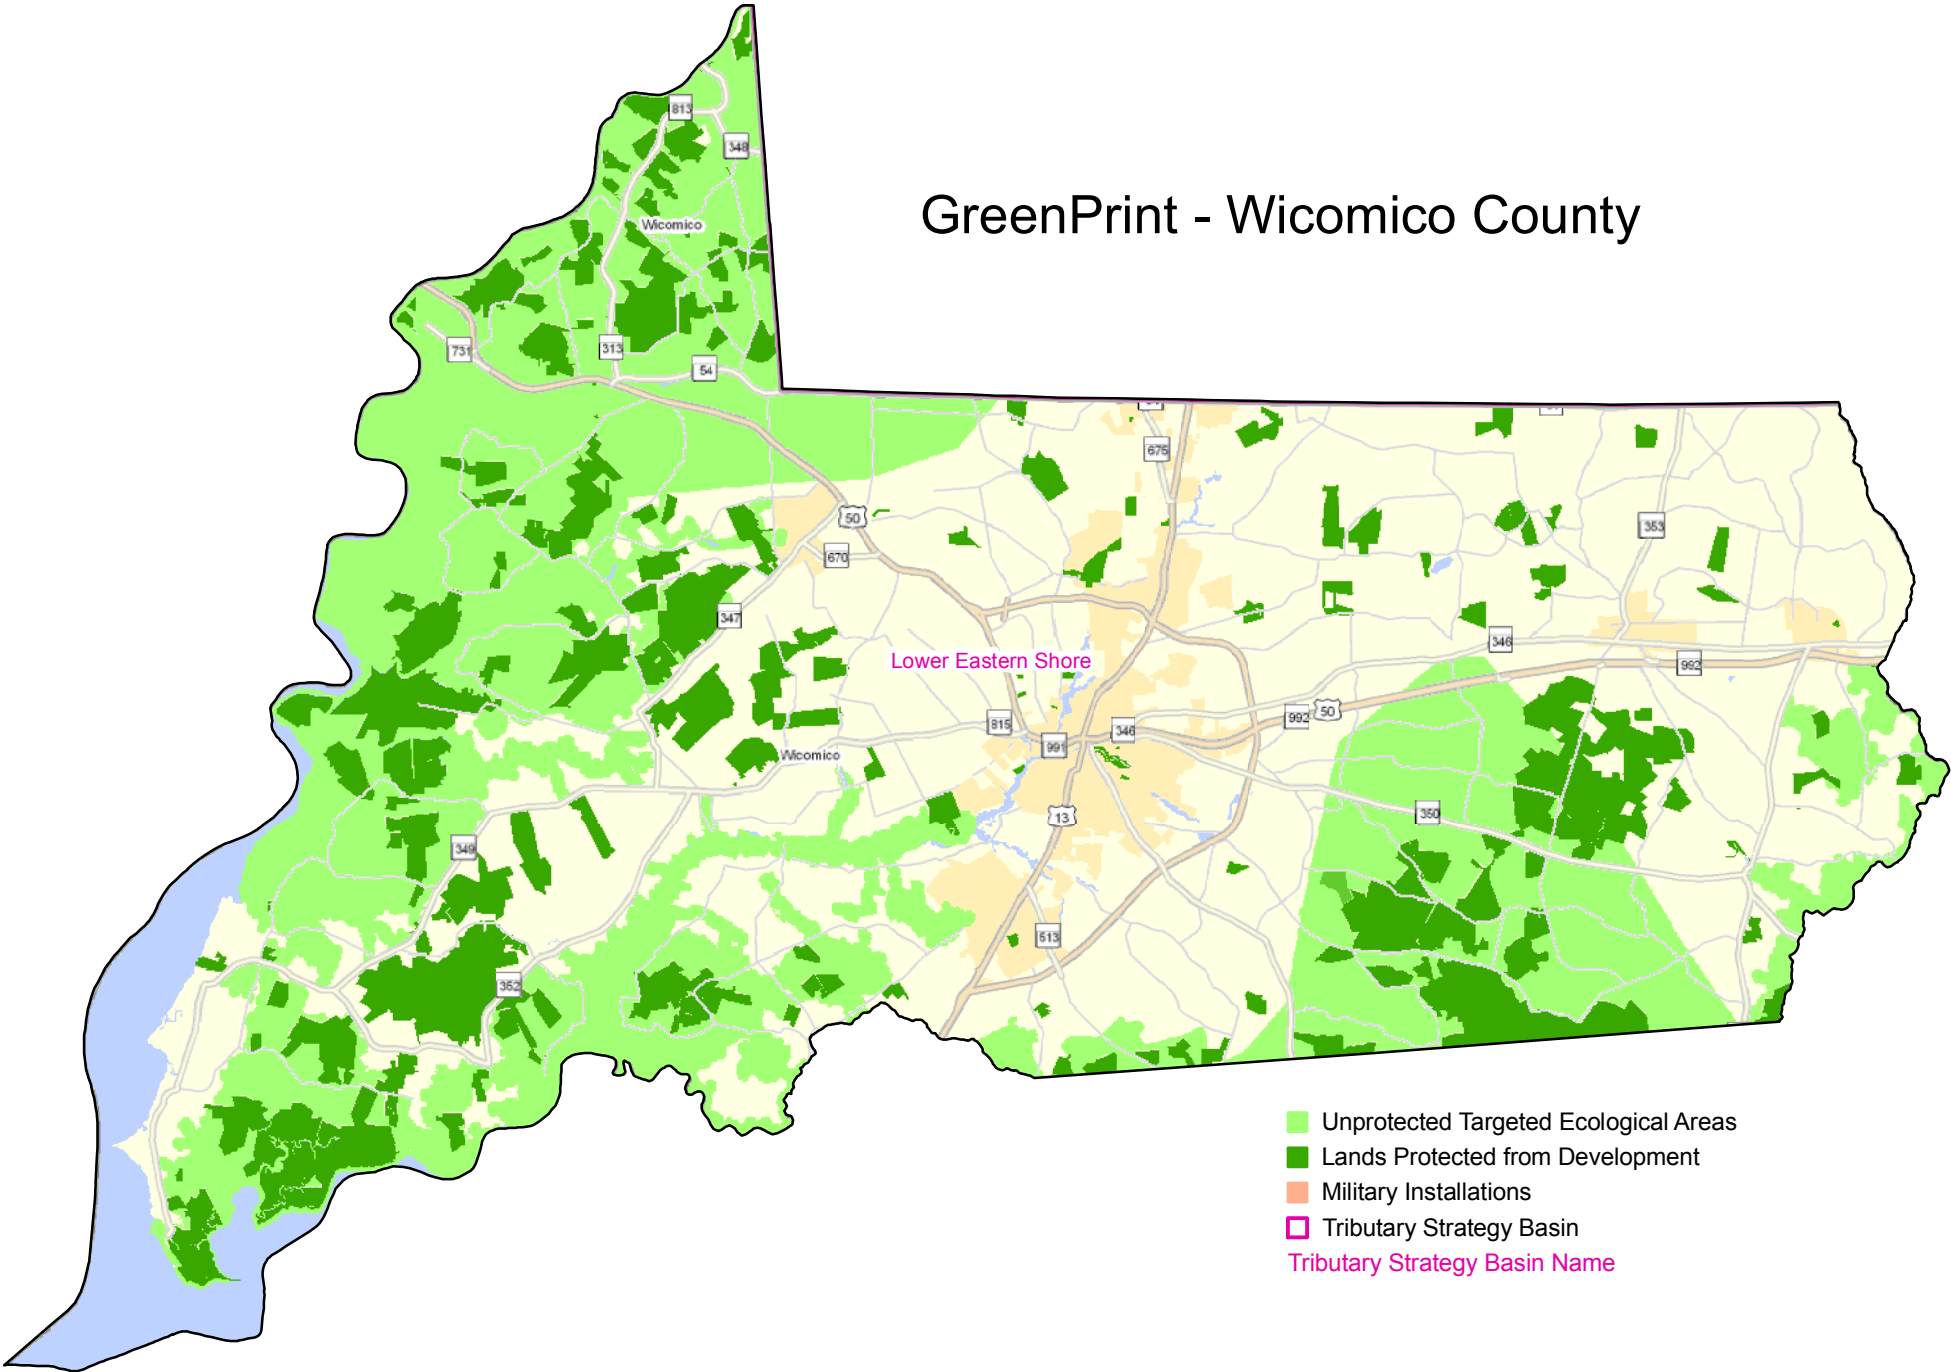 813
348
GreenPrint - Wicomico County
Wicomico
731
313
54
675
50
353
670
347
346
Lower Eastern Shore
992
815
346
992
50
991
Wicomico
13
350
349
513
352
Unprotected Targeted Ecological Areas
Lands Protected from Development
Military Installations
Tributary Strategy Basin
Tributary Strategy Basin Name